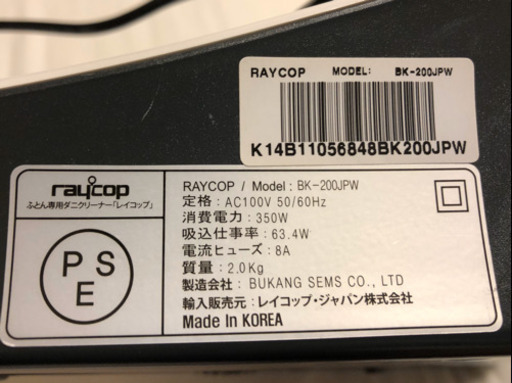 RAYCOP MODEL: BK-200JPW
K14B11056848BK200JPW
raycop
ふとん専用ダニクリーナー「レイコップ」
PS
E
RAYCOP / Model : BK-200JPW
定格 : AC100V 50/60Hz
消費電力 : 350W
吸込仕事率 : 63.4W
電流ヒューズ : 8A
質量 : 2.0Kg
製造会社 : BUKANG SEMS CO., LTD
輸入販売元 : レイコップ・ジャパン株式会社
Made In KOREA